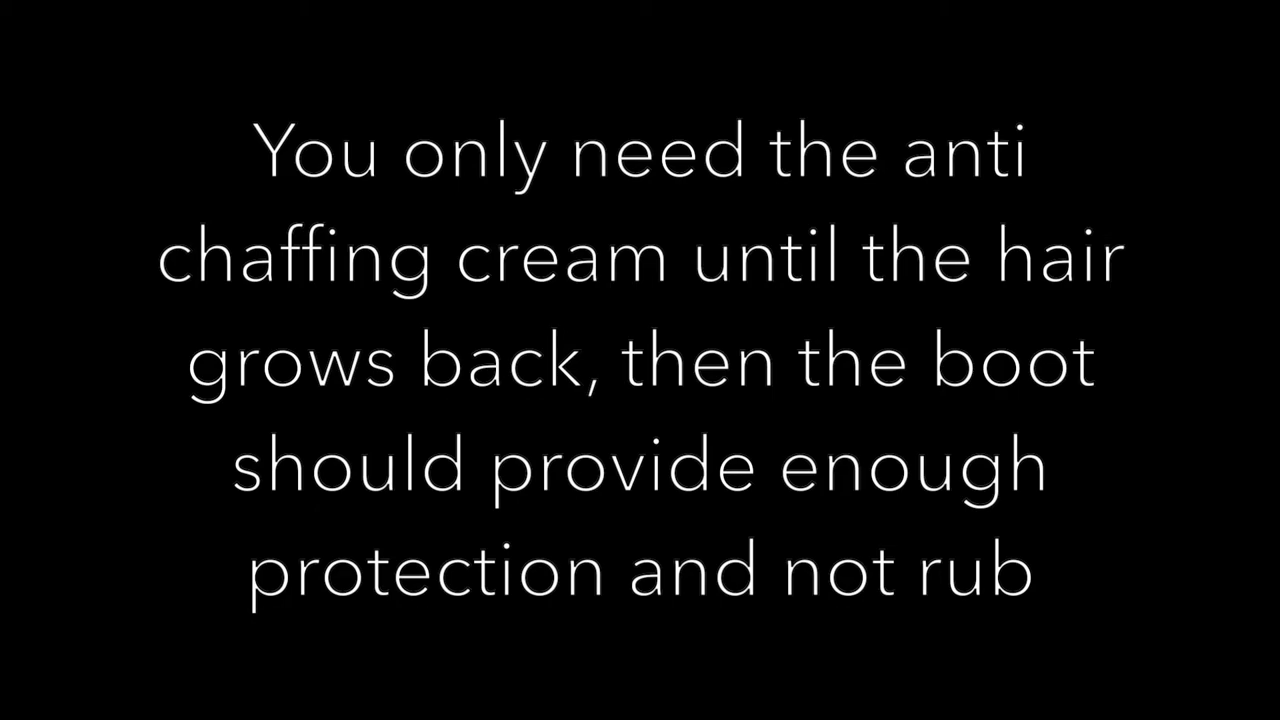 You only need the anti
chaffing cream until the hair
grows back, then the boot
should provide enough
protection and not rub